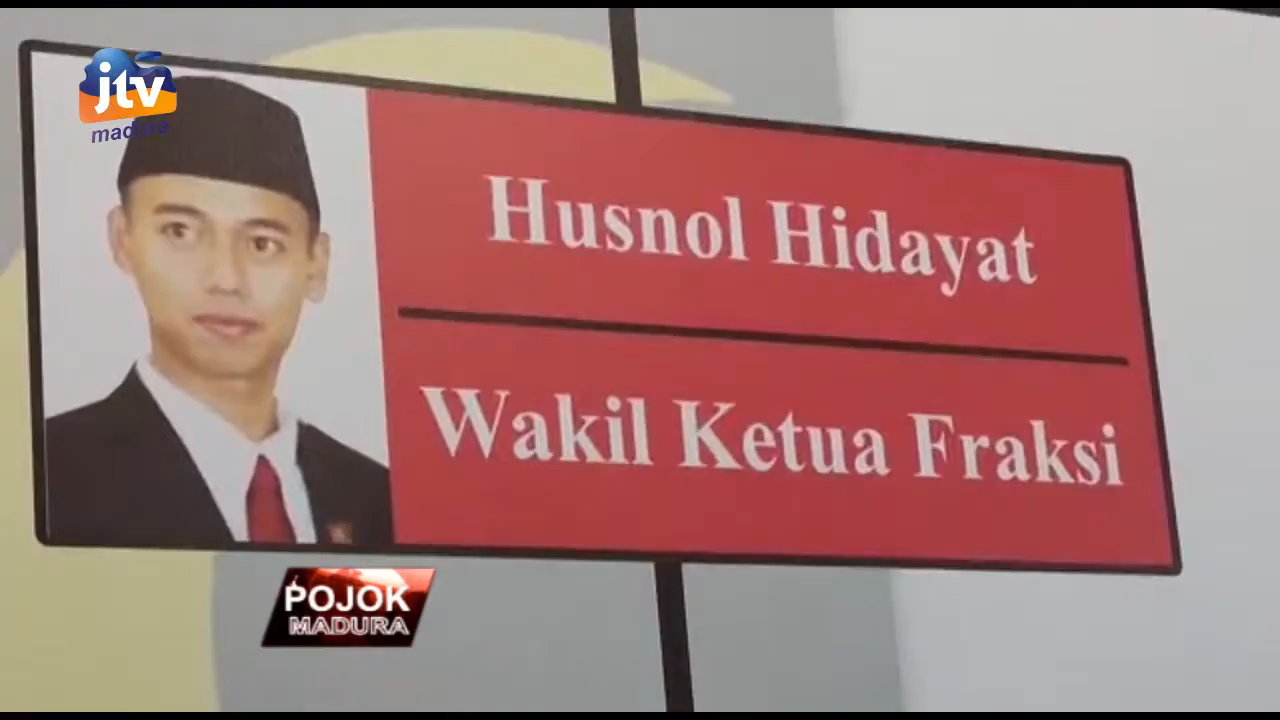 jtv
madura
Husnol Hidayat
Wakil Ketua Fraksi
POJOK
MADURA